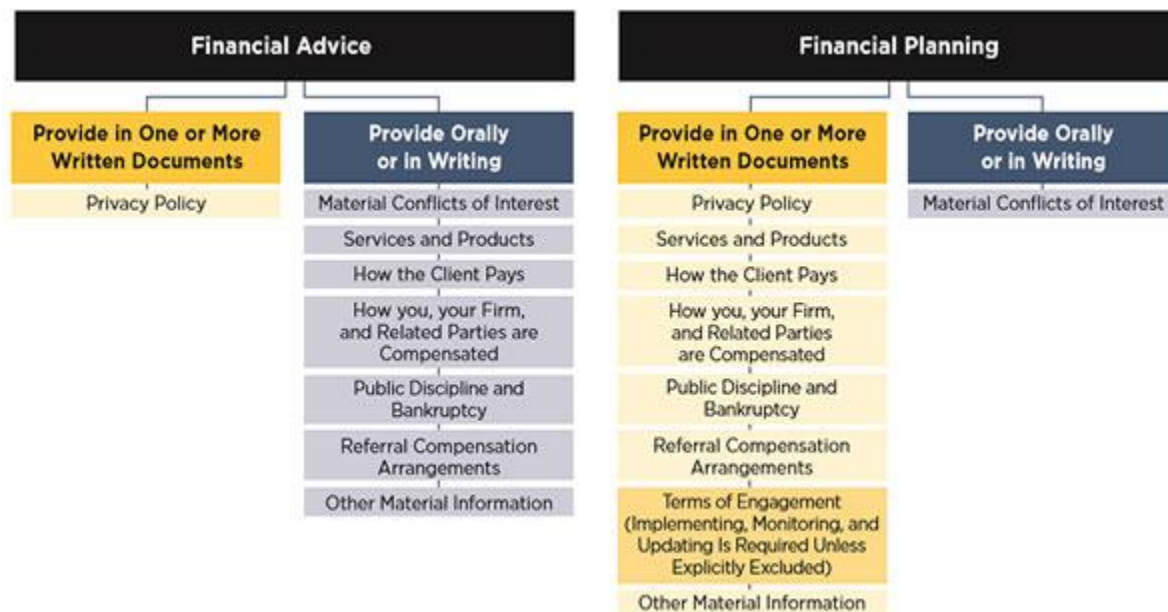 Financial Advice
Provide in One or More
Written Documents
Privacy Policy
Provide Orally
or in Writing
Material Conflicts of Interest
Services and Products
How the Client Pays
How you, your Firm,
and Related Parties are
Compensated
Public Discipline and
Bankruptcy
Referral Compensation
Arrangements
Other Material Information
Financial Planning
Provide in One or More
Written Documents
Privacy Policy
Services and Products
How the Client Pays
How you, your Firm,
and Related Parties
are Compensated
Public Discipline and
Bankruptcy
Referral Compensation
Arrangements
Terms of Engagement
(Implementing, Monitoring, and
Updating Is Required Unless
Explicitly Excluded)
Other Material Information
Provide Orally
or in Writing
Material Conflicts of Interest